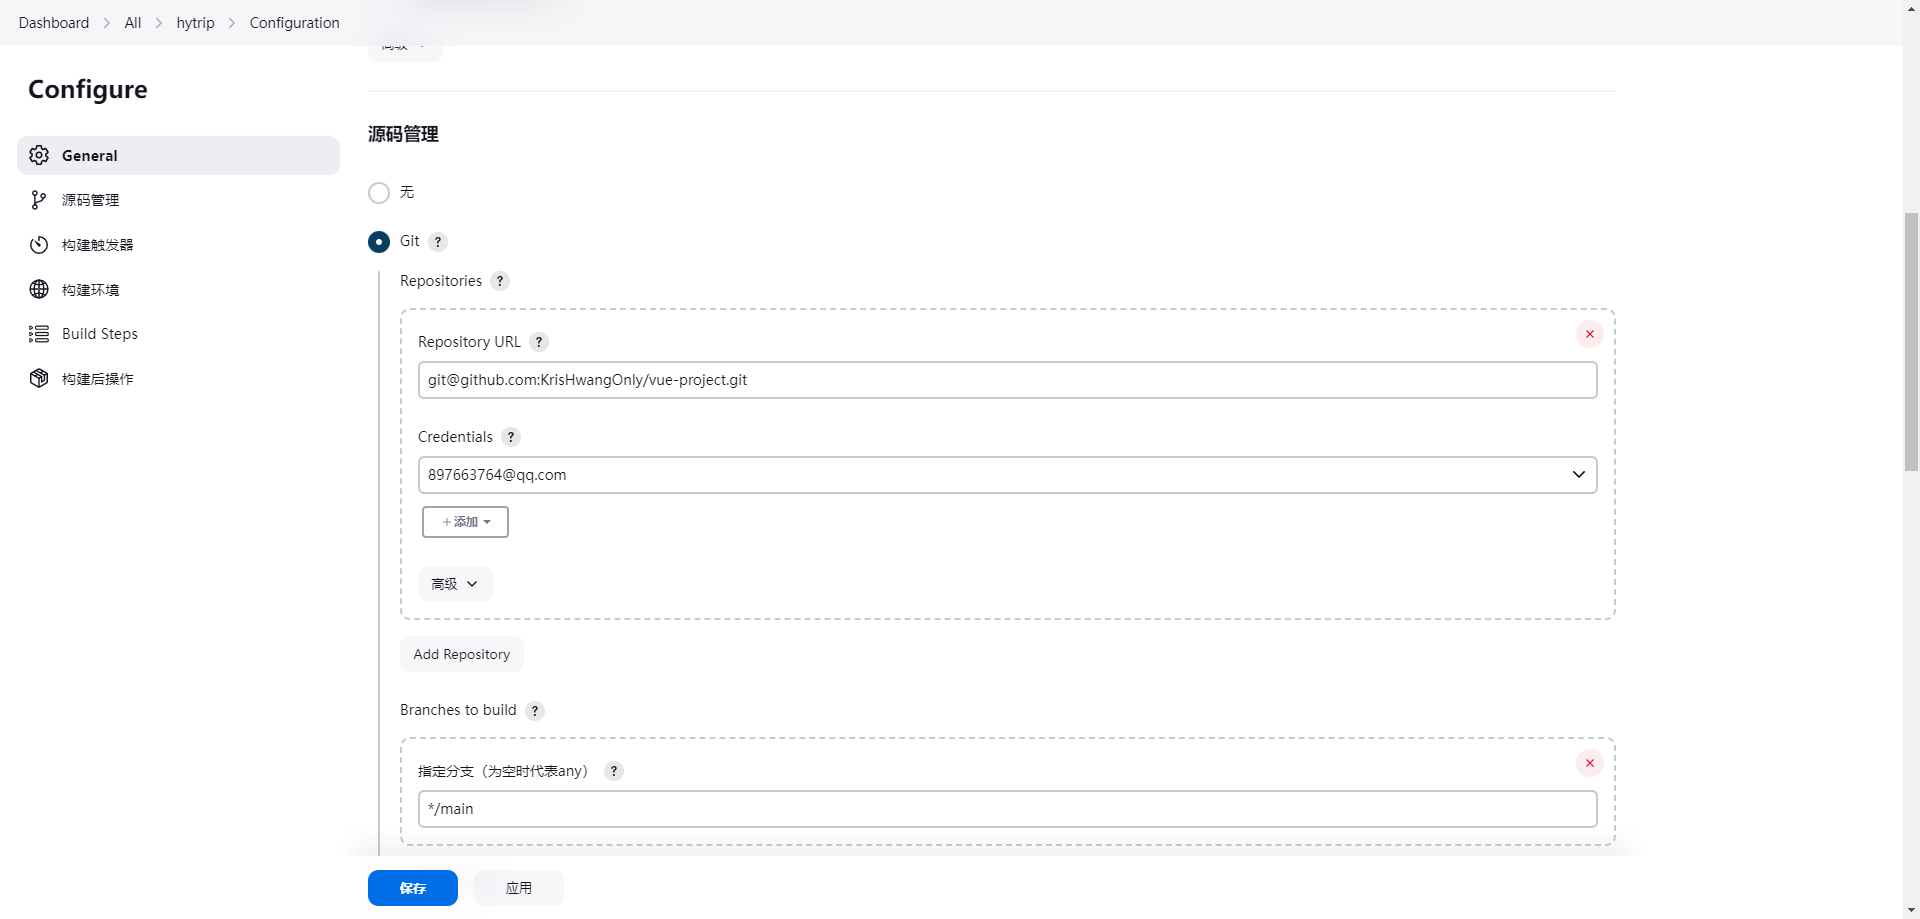 Dashboard > All > hytrip > Configuration
高级
Configure
General
源码管理
构建触发器
构建环境
Build Steps
构建后操作
源码管理
无
Git ?
Repositories ?
Repository URL ?
git@github.com:KrisHwangOnly/vue-project.git
Credentials ?
897663764@qq.com
+添加
高级
Add Repository
Branches to build ?
指定分支（为空时代表any） ?
*/main
保存
应用